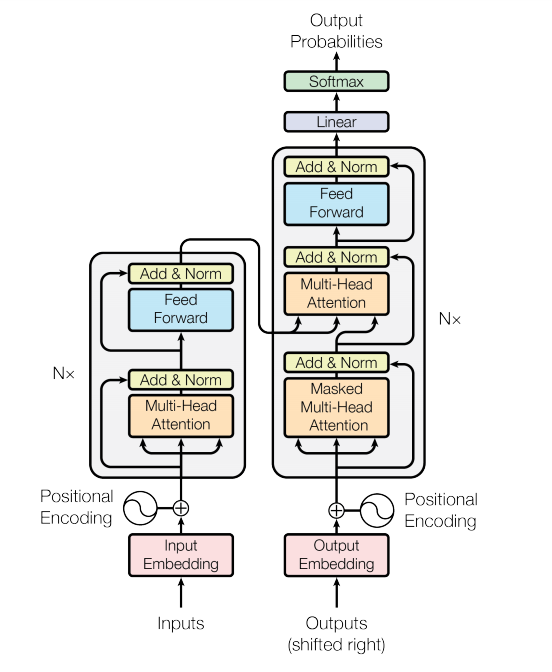 Output
Probabilities
Softmax
Linear
Add & Norm
Feed
Forward
Add & Norm
Multi-Head
Attention
Add & Norm
Masked
Multi-Head
Attention
N×
Add & Norm
Feed
Forward
Add & Norm
Multi-Head
Attention
N×
Positional
Encoding
Positional
Encoding
Input
Embedding
Output
Embedding
Inputs
Outputs
(shifted right)